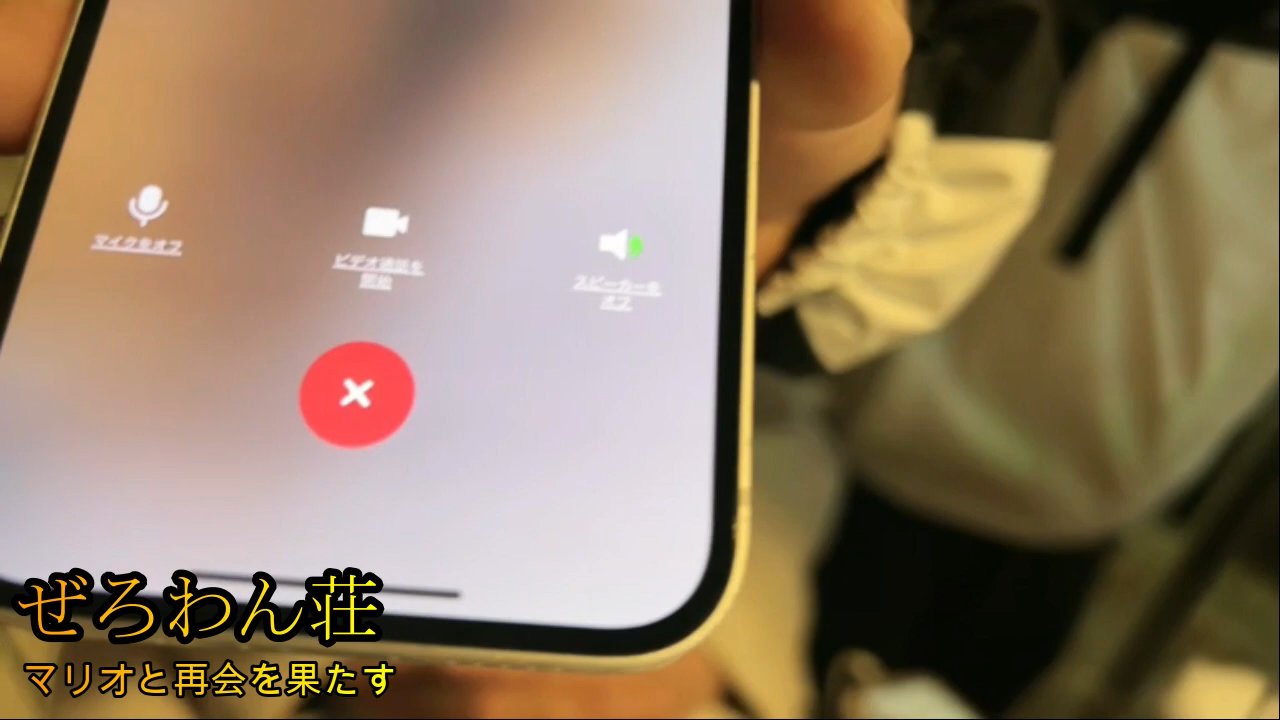 マイクをオフ
ビデオ通話を
開始
スピーカーを
オフ
ぜろわん荘
マリオと再会を果たす